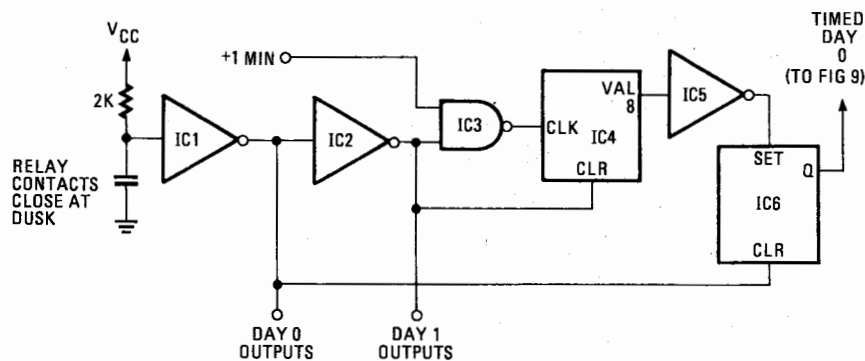 VCC
2K
RELAY
CONTACTS
CLOSE AT
DUSK
IC1
IC2
+1 MIN
IC3
CLK
VAL
8
IC4
CLR
IC5
SET
Q
IC6
CLR
TIMED
DAY
0
(TO FIG 9)
DAY 0
OUTPUTS
DAY 1
OUTPUTS